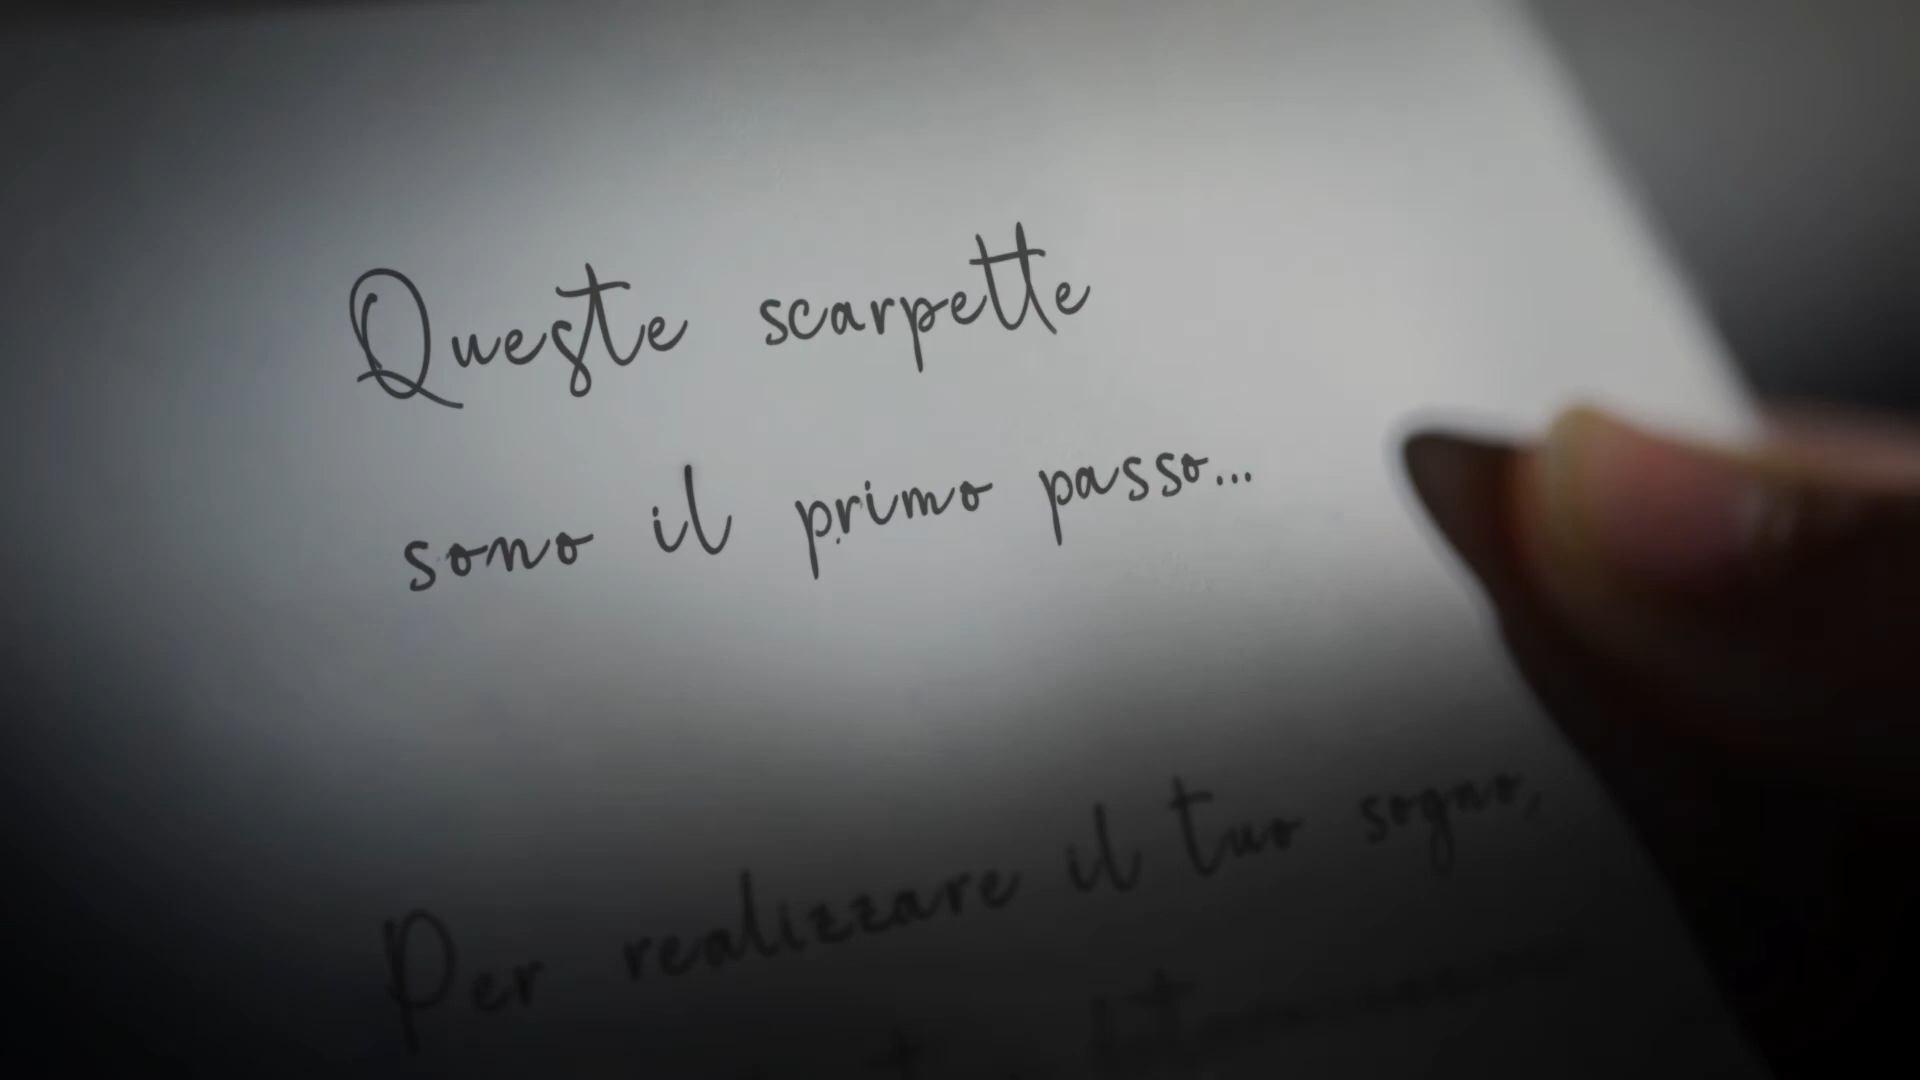 Queste scarpette
sono il primo passo...
Per realizzare il tuo sogno,